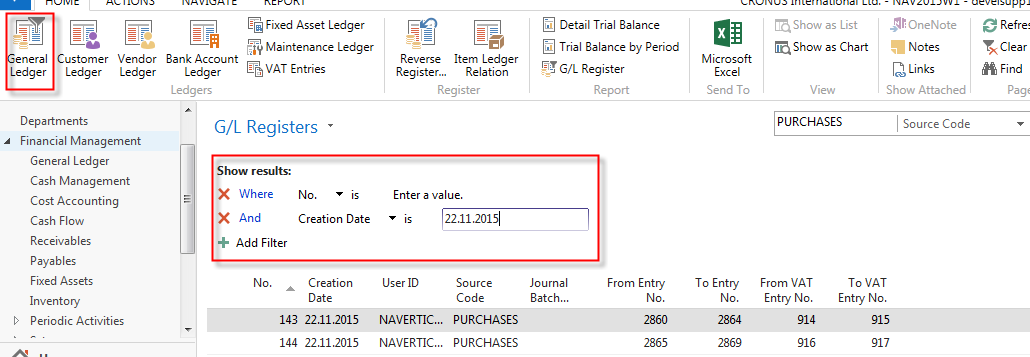 HOME ACTIONS NAVIGATE REPORT CRONUS International Ltd. - NAV2015W1 - develsupp1
General Ledger
Customer Ledger
Vendor Ledger
Bank Account Ledger
Fixed Asset Ledger
Maintenance Ledger
VAT Entries
Ledgers
Reverse Register...
Item Ledger Relation
Register
Detail Trial Balance
Trial Balance by Period
G/L Register
Report
Microsoft Excel
Send To
Show as List
Show as Chart
View
OneNote
Notes
Links
Show Attached
Refre
Clear
Find
Page
Departments
Financial Management
General Ledger
Cash Management
Cost Accounting
Cash Flow
Receivables
Payables
Fixed Assets
Inventory
Periodic Activities
G/L Registers
PURCHASES Source Code
Show results:
Where No. is Enter a value.
And Creation Date is 22.11.2015
Add Filter
No. Creation Date User ID Source Code Journal Batch... From Entry No. To Entry No. From VAT Entry No. To VAT Entry No.
143 22.11.2015 NAVERTIC... PURCHASES 2860 2864 914 915
144 22.11.2015 NAVERTIC... PURCHASES 2865 2869 916 917